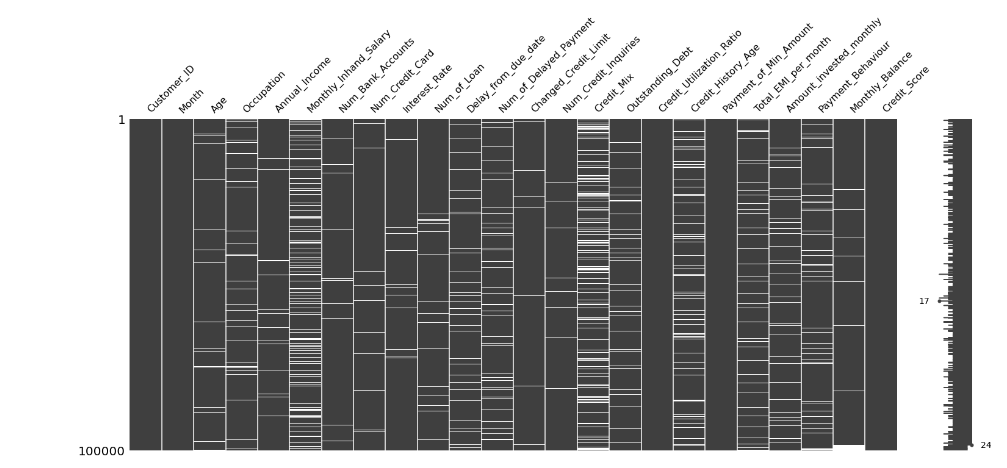 Customer_ID
Month
Age
Occupation
Annual_Income
Monthly_Inhand_Salary
Num_Bank_Accounts
Num_Credit_Card
Interest_Rate
Num_of_Loan
Delay_from_due_date
Num_of_Delayed_Payment
Changed_Credit_Limit
Num_Credit_Inquiries
Credit_Mix
Outstanding_Debt
Credit_Utilization_Ratio
Credit_History_Age
Payment_of_Min_Amount
Total_EMI_per_month
Amount_invested_monthly
Payment_Behaviour
Monthly_Balance
Credit_Score
1
17
100000
24